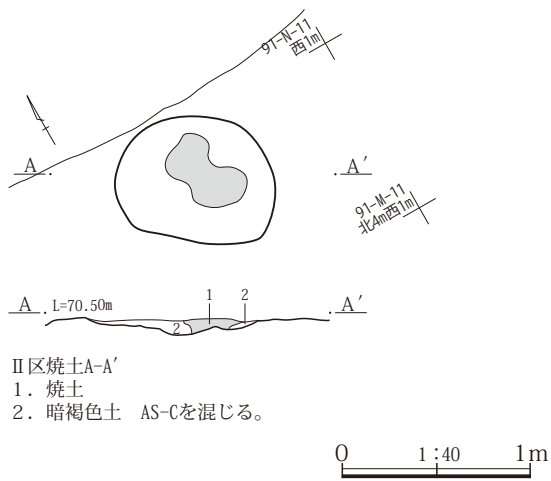 91-N-11
西1m
A
A′
91-M-11
北4m西1m
A
L=70.50m
1
2
A′
2
Ⅱ区焼土A-A′
1．焼土
2．暗褐色土　AS-Cを混じる。
0
1:40
1m